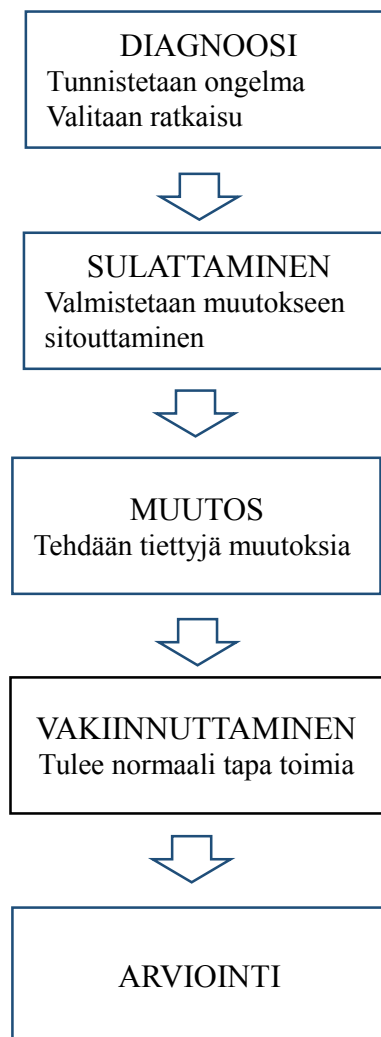 DIAGNOOSI
Tunnistetaan ongelma
Valitaan ratkaisu
SULATTAMINEN
Valmistetaan muutokseen
sitouttaminen
MUUTOS
Tehdään tiettyjä muutoksia
VAKIINNUTTAMINEN
Tulee normaali tapa toimia
ARVIOINTI